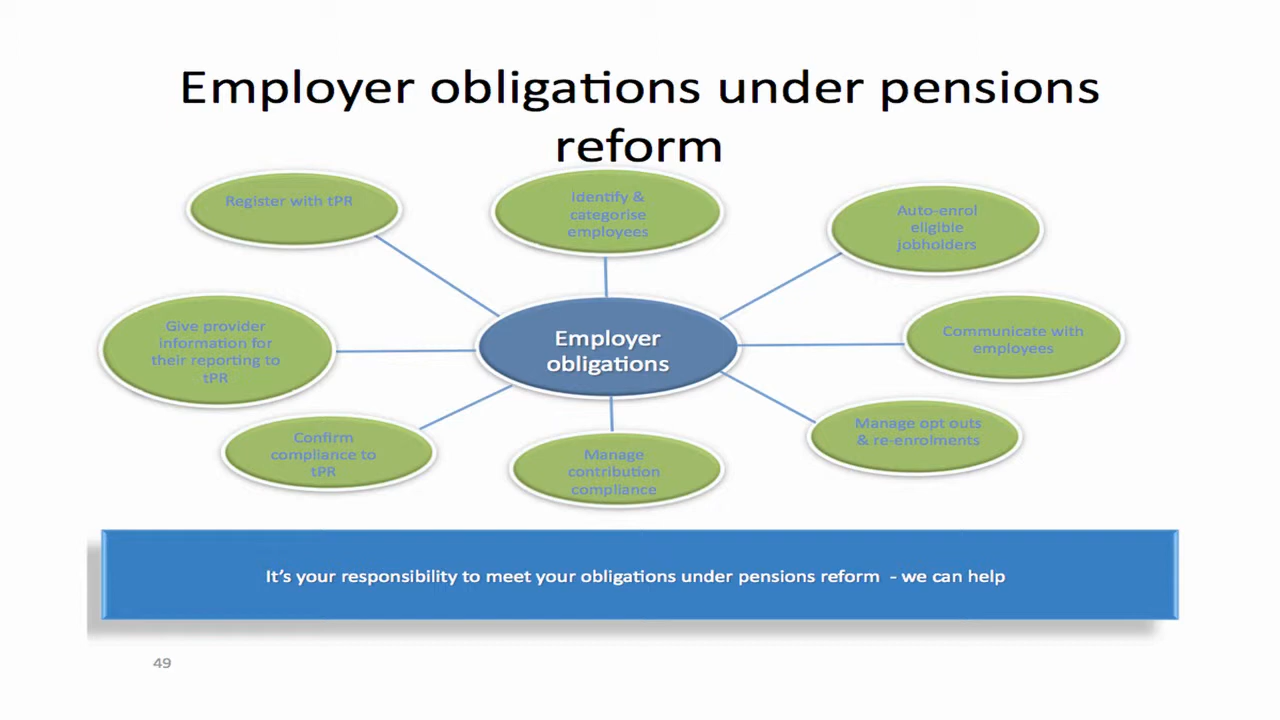 Employer obligations under pensions
reform
Register with tPR
Identify &
categorise
employees
Auto-enrol
eligible
jobholders
Give provider
information for
their reporting to
tPR
Employer
obligations
Communicate with
employees
Confirm
compliance to
tPR
Manage
contribution
compliance
Manage opt outs
& re-enrolments
It's your responsibility to meet your obligations under pensions reform  - we can help
49